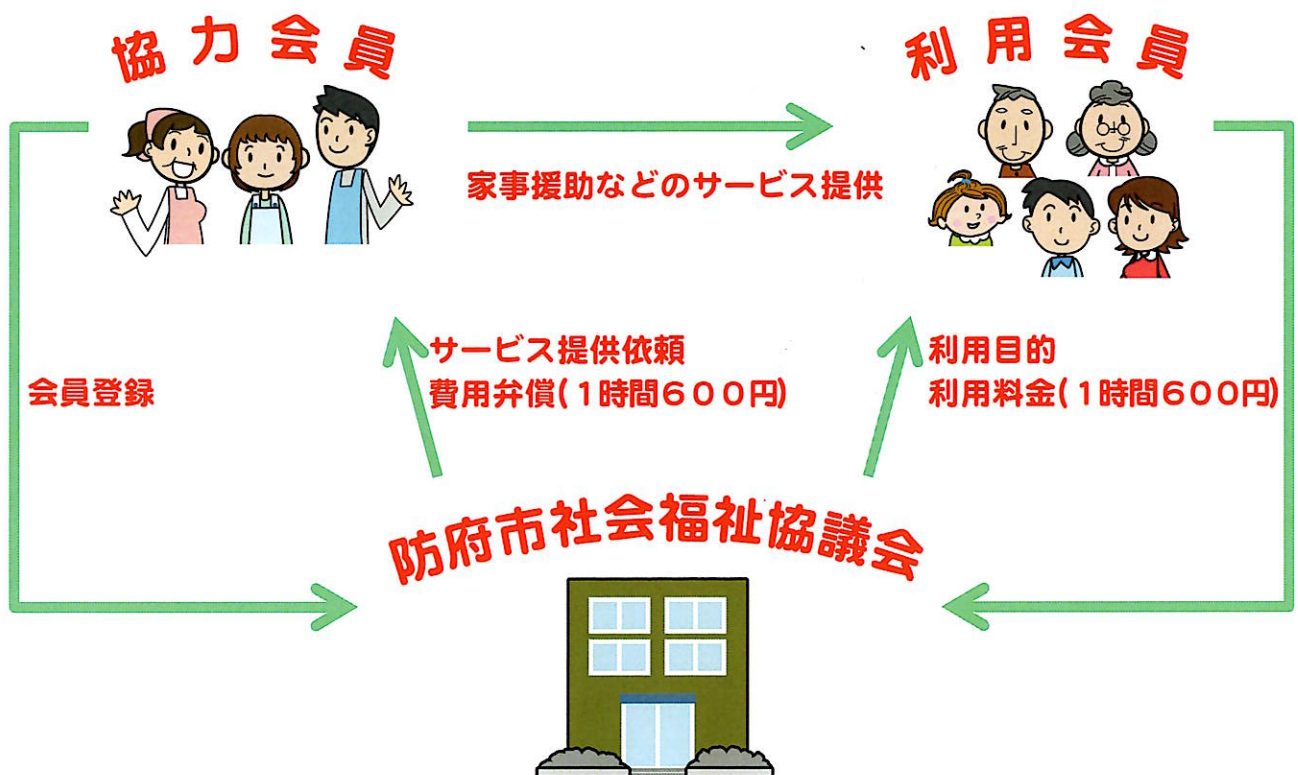 協力会員
利用会員
家事援助などのサービス提供
サービス提供依頼
費用弁償(1時間600円)
利用目的
利用料金(1時間600円)
会員登録
防府市社会福祉協議会